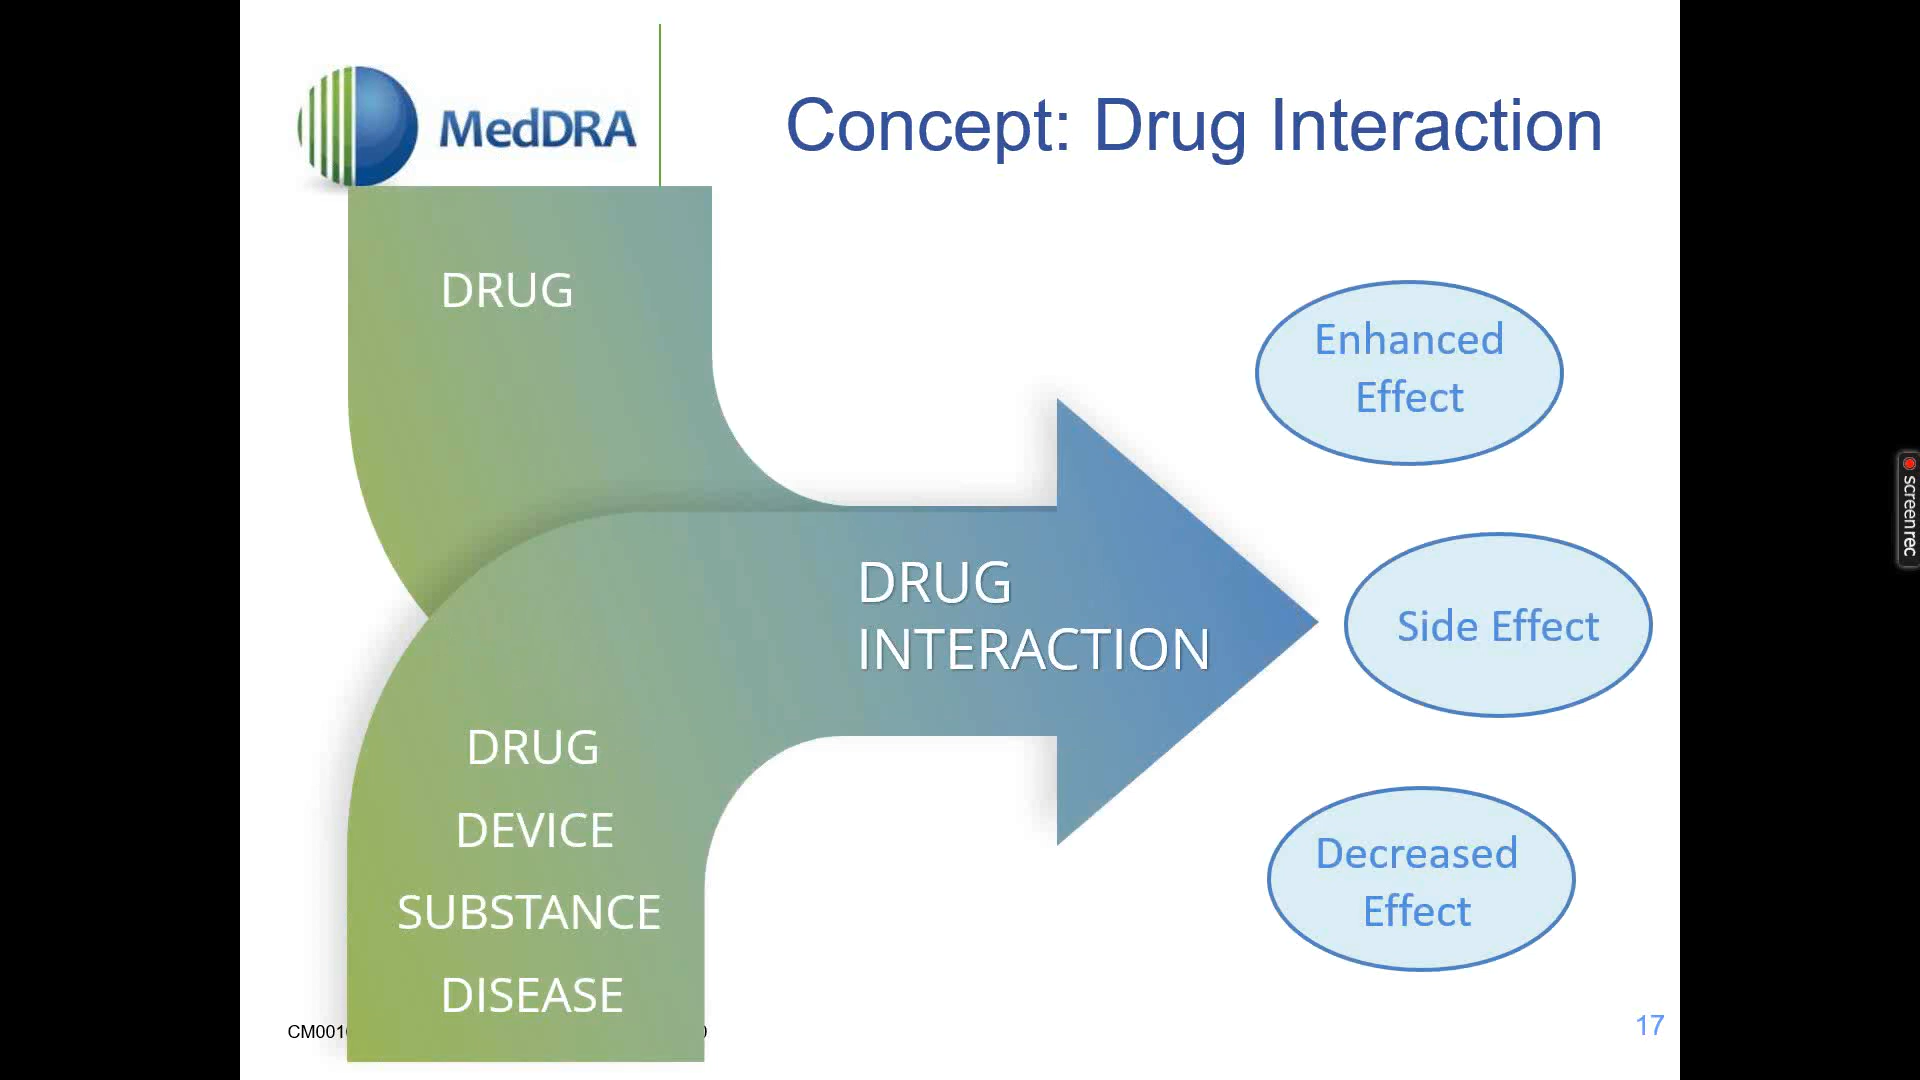 MedDRA
Concept: Drug Interaction
DRUG
Enhanced
Effect
DRUG
INTERACTION
Side Effect
DRUG
DEVICE
SUBSTANCE
DISEASE
Decreased
Effect
17
screenrec